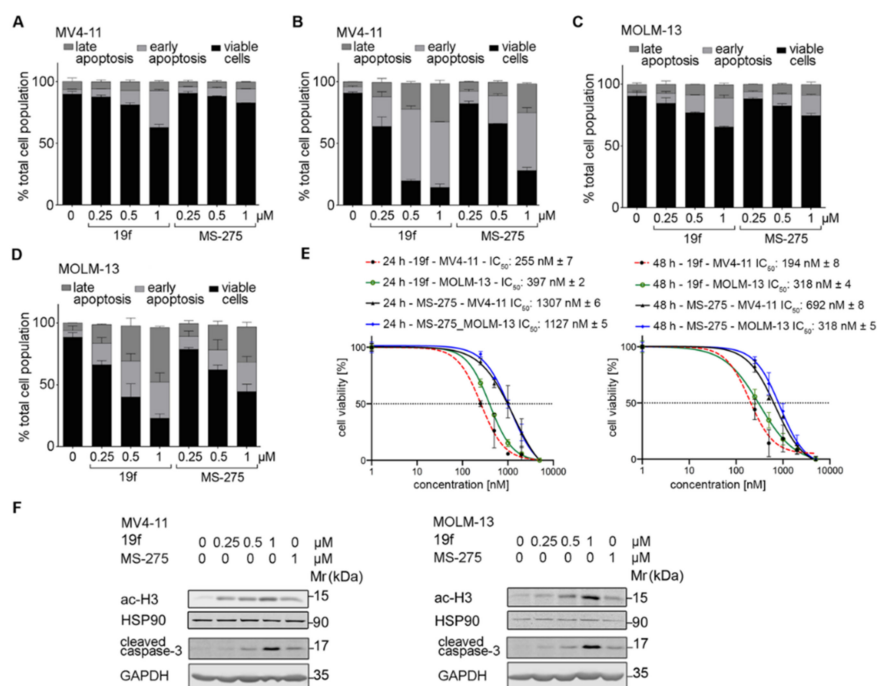 A
MV4-11
late apoptosis
early apoptosis
viable cells
% total cell population
100
50
0
0 0.25 0.5 1 0.25 0.5 1 µM
19f MS-275
B
MV4-11
late apoptosis
early apoptosis
viable cells
% total cell population
100
50
0
0 0.25 0.5 1 0.25 0.5 1 µM
19f MS-275
C
MOLM-13
late apoptosis
early apoptosis
viable cells
% total cell population
100
50
0
0 0.25 0.5 1 0.25 0.5 1 µM
19f MS-275
D
MOLM-13
late apoptosis
early apoptosis
viable cells
% total cell population
100
50
0
0 0.25 0.5 1 0.25 0.5 1 µM
19f MS-275
E
24 h -19f - MV4-11 - IC50: 255 nM ± 7
24 h -19f - MOLM-13 - IC50: 397 nM ± 2
24 h - MS-275 - MV4-11 IC50: 1307 nM ± 6
24 h - MS-275_MOLM-13 IC50: 1127 nM ± 5
cell viability [%]
100
50
0
1 10 100 1000 10000
concentration [nM]
48 h - 19f - MV4-11 IC50: 194 nM ± 8
48 h - 19f - MOLM-13 IC50: 318 nM ± 4
48 h - MS-275 - MV4-11 IC50: 692 nM ± 8
48 h - MS-275 - MOLM-13 IC50: 318 nM ± 5
cell viability [%]
100
50
0
1 10 100 1000 10000
concentration [nM]
F
MV4-11
19f 0 0.25 0.5 1 0 µM
MS-275 0 0 0 0 1 µM
Mr(kDa)
ac-H3 15
HSP90 90
cleaved caspase-3 17
GAPDH 35
MOLM-13
19f 0 0.25 0.5 1 0 µM
MS-275 0 0 0 0 1 µM
Mr(kDa)
ac-H3 15
HSP90 90
cleaved caspase-3 17
GAPDH 35